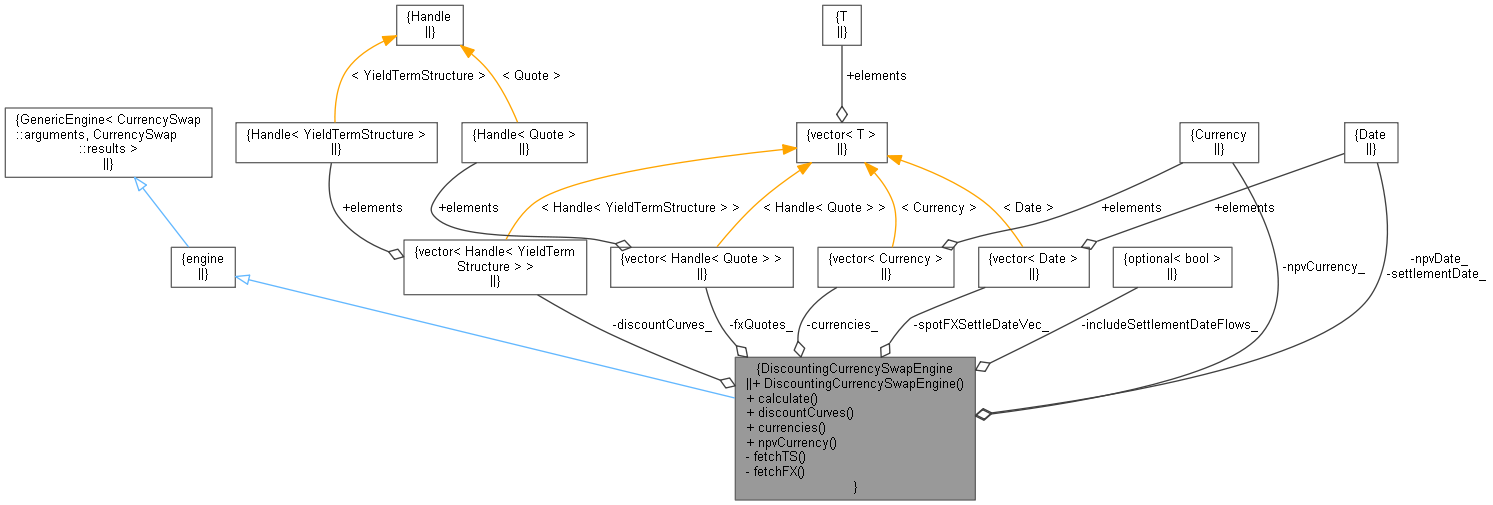 {Handle
||}
{T
||}
< YieldTermStructure >
< Quote >
+elements
{GenericEngine< CurrencySwap
::arguments, CurrencySwap
::results >
||}
{Handle< YieldTermStructure >
||}
{Handle< Quote >
||}
{vector< T >
||}
{Currency
||}
{Date
||}
+elements
+elements
< Handle< YieldTermStructure > >
< Handle< Quote > >
< Currency >
< Date >
+elements
+elements
{engine
||}
{vector< Handle< YieldTerm
Structure > >
||}
{vector< Handle< Quote > >
||}
{vector< Currency >
||}
{vector< Date >
||}
{optional< bool >
||}
-npvCurrency_
-npvDate_
-settlementDate_
-discountCurves_
-fxQuotes_
-currencies_
-spotFXSettleDateVec_
-includeSettlementDateFlows_
{DiscountingCurrencySwapEngine
||+ DiscountingCurrencySwapEngine()
+ calculate()
+ discountCurves()
+ currencies()
+ npvCurrency()
- fetchTS()
- fetchFX()
}